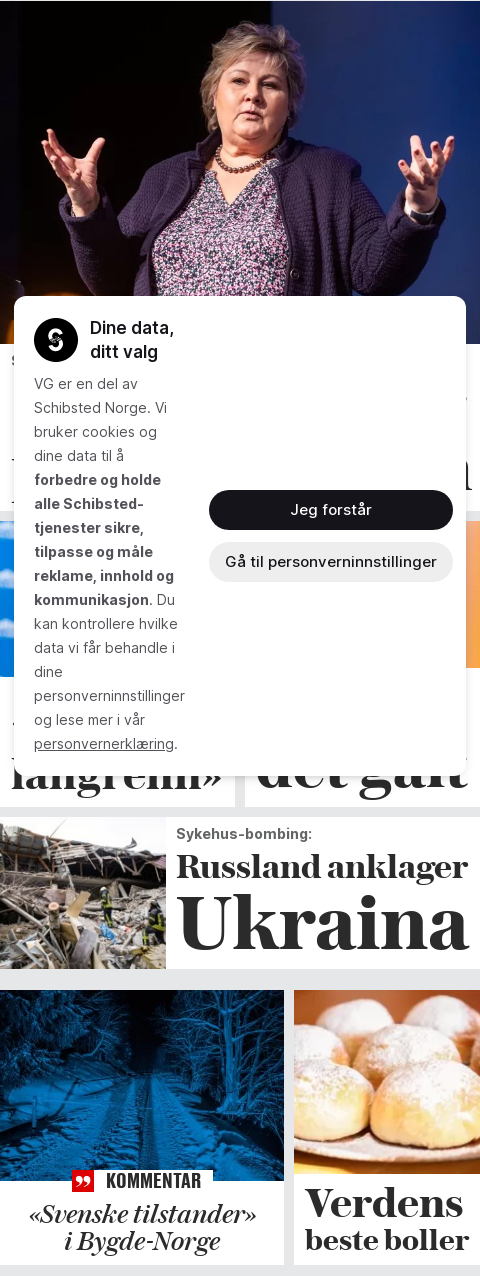 Dine data,
ditt valg
VG er en del av
Schibsted Norge. Vi
bruker cookies og
dine data til å
forbedre og holde
alle Schibsted-
tjenester sikre,
tilpasse og måle
reklame, innhold og
kommunikasjon. Du
kan kontrollere hvilke
data vi får behandle i
dine
personverninnstillinger
og lese mer i vår
personvernerklæring.
Jeg forstår
Gå til personverninnstillinger
langrenn»
det galt
Sykehus-bombing:
Russland anklager
Ukraina
KOMMENTAR
«Svenske tilstander»
i Bygde-Norge
Verdens
beste boller